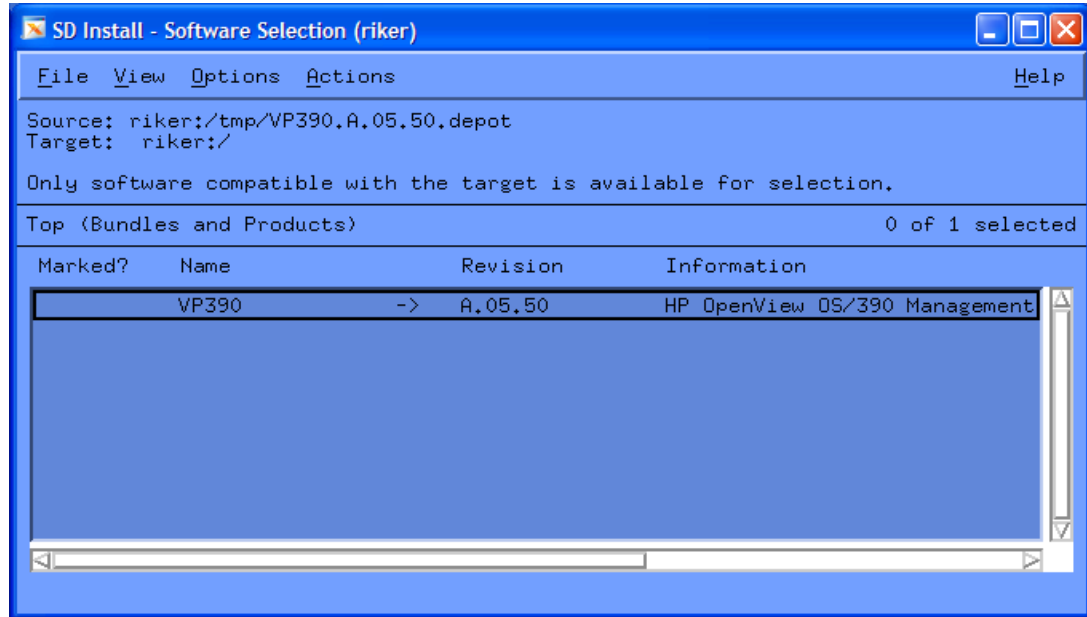 SD Install - Software Selection (riker)
File View Options Actions Help
Source: riker:/tmp/VP390.A.05.50.depot
Target: riker:/
Only software compatible with the target is available for selection.
Top (Bundles and Products) 0 of 1 selected
Marked? Name Revision Information
VP390 -> A.05.50 HP OpenView OS/390 Management